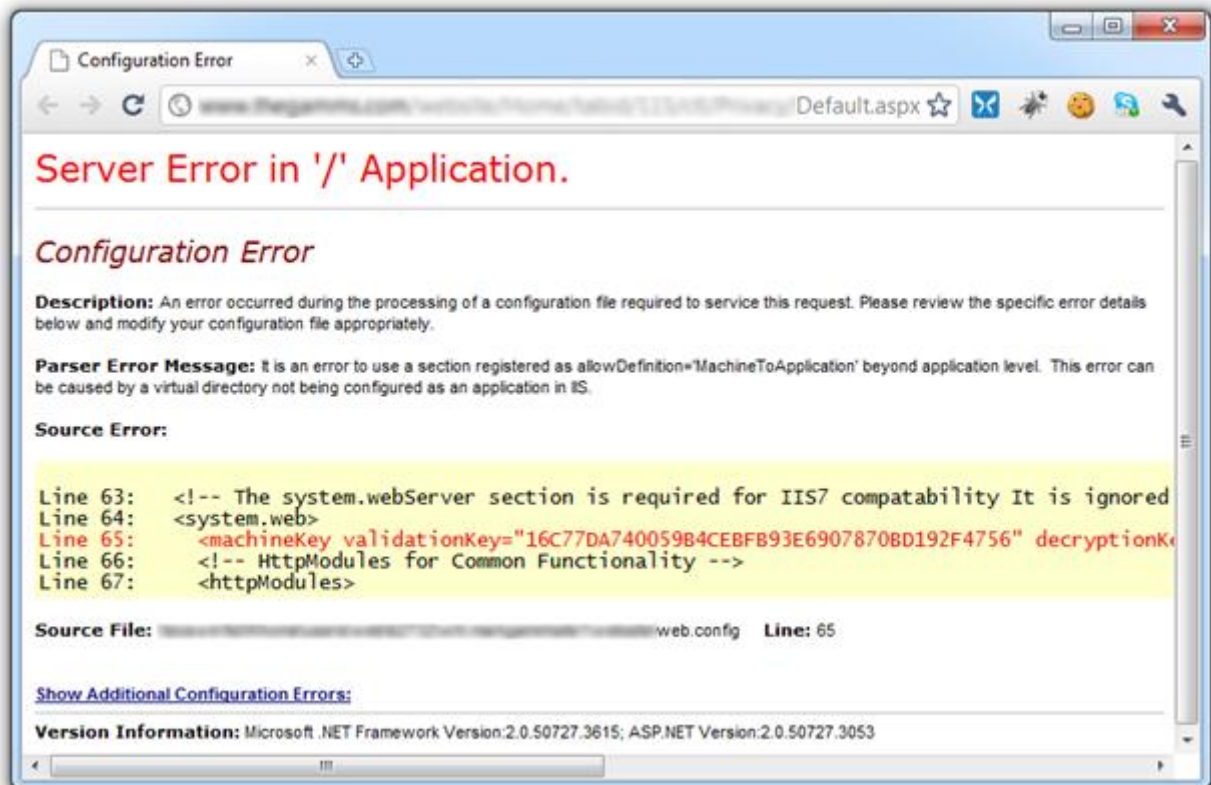 Configuration Error
Default.aspx
Server Error in '/' Application.
Configuration Error
Description: An error occurred during the processing of a configuration file required to service this request. Please review the specific error details
below and modify your configuration file appropriately.
Parser Error Message: It is an error to use a section registered as allowDefinition='MachineToApplication' beyond application level.  This error can
be caused by a virtual directory not being configured as an application in IIS.
Source Error:
Line 63:   <!-- The system.webServer section is required for IIS7 compatability It is ignored
Line 64:   <system.web>
Line 65:     <machineKey validationKey="16C77DA740059B4CEBFB93E6907870BD192F4756" decryptionKe
Line 66:     <!-- HttpModules for Common Functionality -->
Line 67:     <httpModules>
Source File: web.config   Line: 65
Show Additional Configuration Errors:
Version Information: Microsoft .NET Framework Version:2.0.50727.3615; ASP.NET Version:2.0.50727.3053